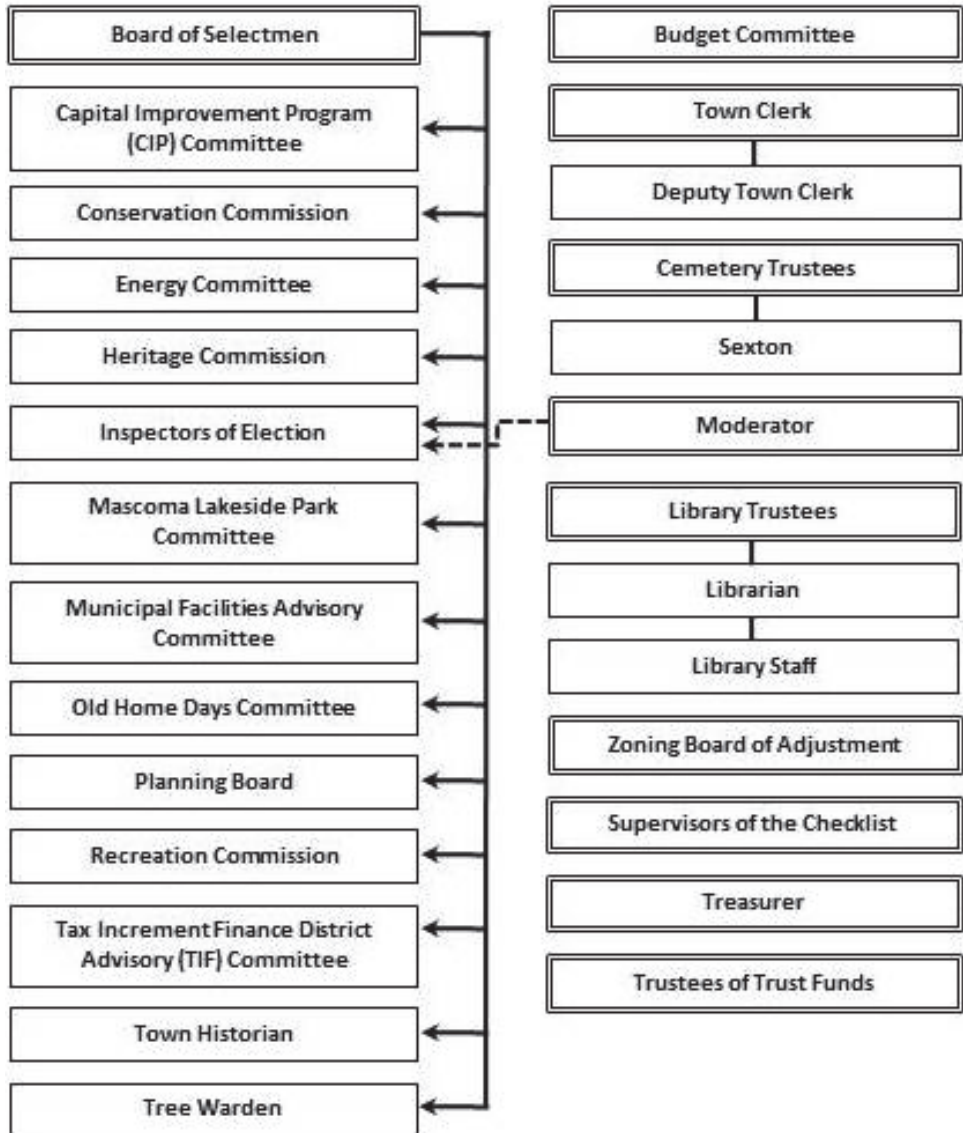 Board of Selectmen
Capital Improvement Program
(CIP) Committee
Conservation Commission
Energy Committee
Heritage Commission
Inspectors of Election
Mascoma Lakeside Park
Committee
Municipal Facilities Advisory
Committee
Old Home Days Committee
Planning Board
Recreation Commission
Tax Increment Finance District
Advisory (TIF) Committee
Town Historian
Tree Warden
Budget Committee
Town Clerk
Deputy Town Clerk
Cemetery Trustees
Sexton
Moderator
Library Trustees
Librarian
Library Staff
Zoning Board of Adjustment
Supervisors of the Checklist
Treasurer
Trustees of Trust Funds